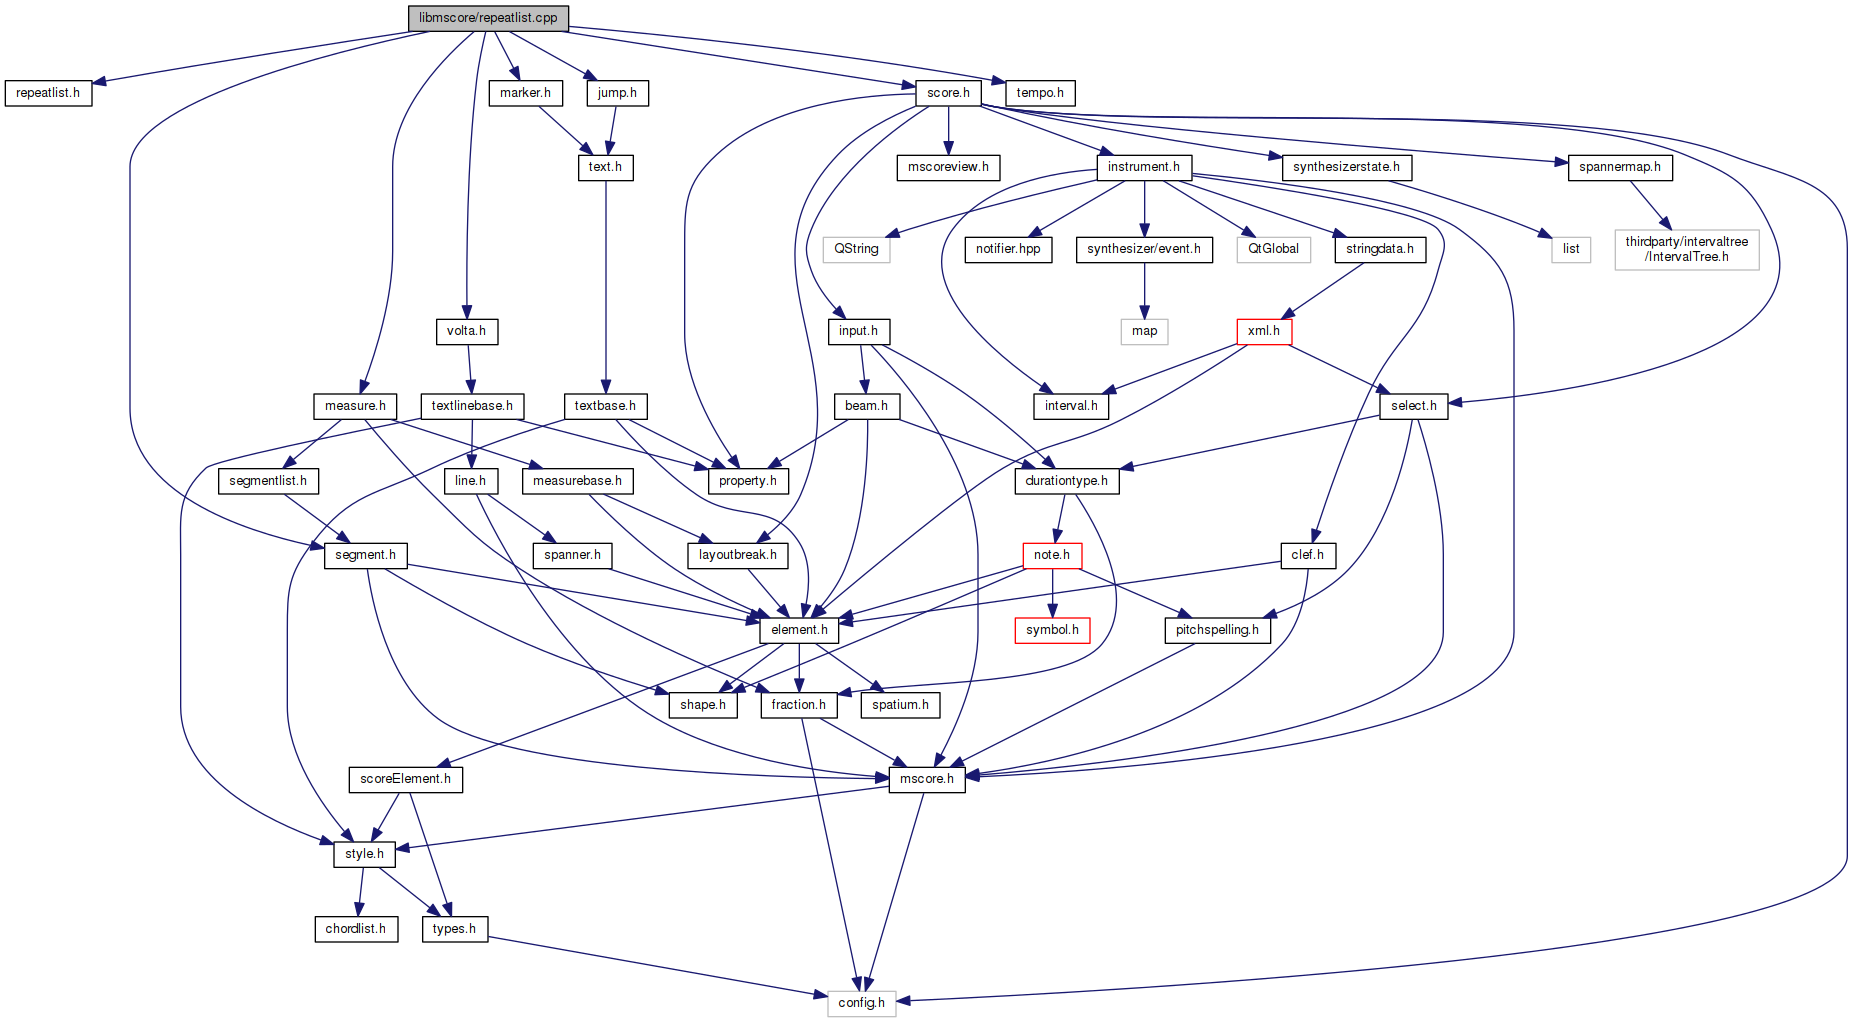 libmscore/repeatlist.cpp
repeatlist.h
marker.h
jump.h
score.h
tempo.h
text.h
mscoreview.h
instrument.h
synthesizerstate.h
spannermap.h
QString
notifier.hpp
synthesizer/event.h
QtGlobal
stringdata.h
list
thirdparty/intervaltree
/IntervalTree.h
volta.h
input.h
map
xml.h
measure.h
textlinebase.h
textbase.h
beam.h
interval.h
select.h
segmentlist.h
line.h
measurebase.h
property.h
durationtype.h
segment.h
spanner.h
layoutbreak.h
note.h
clef.h
element.h
symbol.h
pitchspelling.h
shape.h
fraction.h
spatium.h
scoreElement.h
mscore.h
style.h
chordlist.h
types.h
config.h